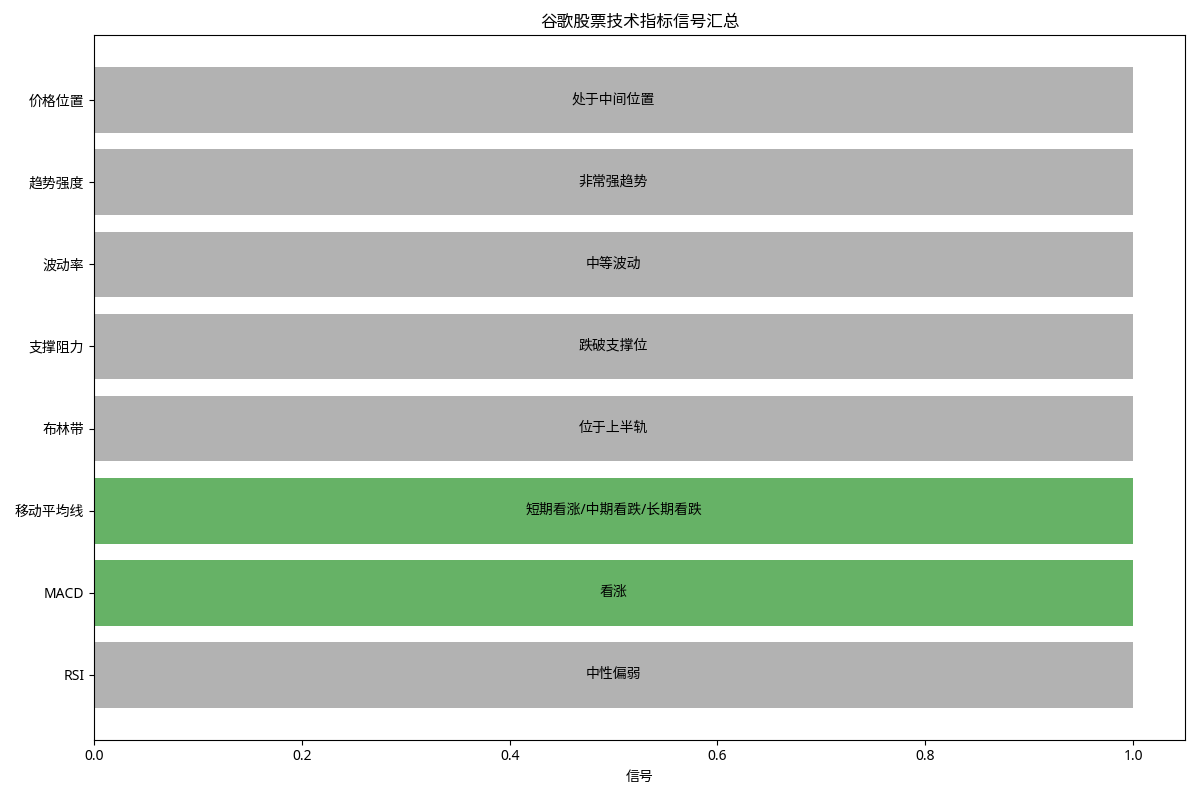 谷歌股票技术指标信号汇总
价格位置
处于中间位置
趋势强度
非常强趋势
波动率
中等波动
支撑阻力
跌破支撑位
布林带
位于上半轨
移动平均线
短期看涨/中期看跌/长期看跌
MACD
看涨
RSI
中性偏弱
0.0
0.2
0.4
0.6
0.8
1.0
信号